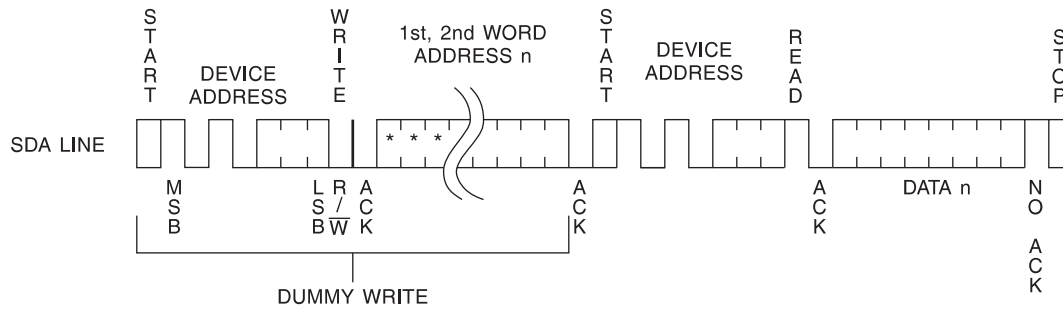 START
WRITE
START
READ
STOP
DEVICE
ADDRESS
1st, 2nd WORD
ADDRESS n
DEVICE
ADDRESS
SDA LINE
* * *
MSB
LSB
R/W
ACK
ACK
ACK
DATA n
NO ACK
DUMMY WRITE